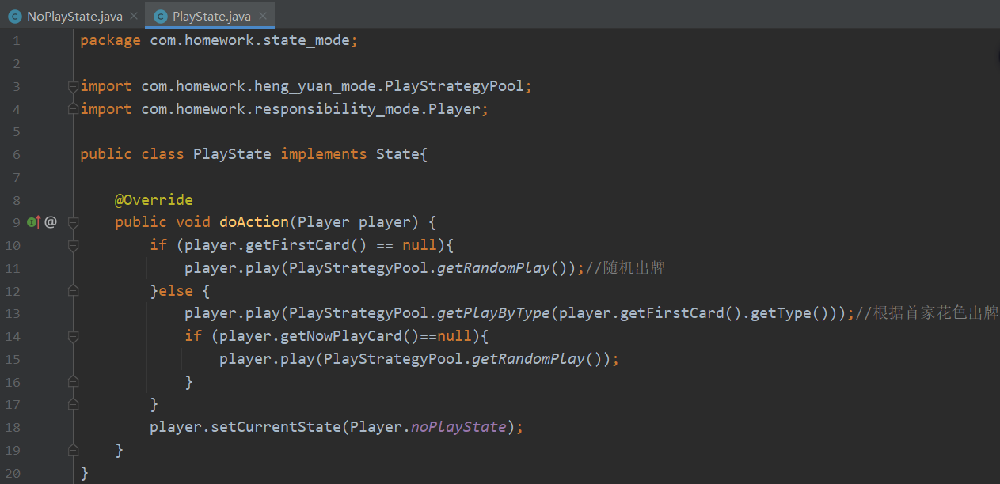 NoPlayState.java PlayState.java
1 package com.homework.state_mode;
2
3 import com.homework.heng_yuan_mode.PlayStrategyPool;
4 import com.homework.responsibility_mode.Player;
5
6 public class PlayState implements State{
7
8 @Override
9 public void doAction(Player player) {
10 if (player.getFirstCard() == null){
11 player.play(PlayStrategyPool.getRandomPlay());//随机出牌
12 }else {
13 player.play(PlayStrategyPool.getPlayByType(player.getFirstCard().getType()));//根据首家花色出牌
14 if (player.getNowPlayCard()==null){
15 player.play(PlayStrategyPool.getRandomPlay());
16 }
17 }
18 player.setCurrentState(Player.noPlayState);
19 }
20 }